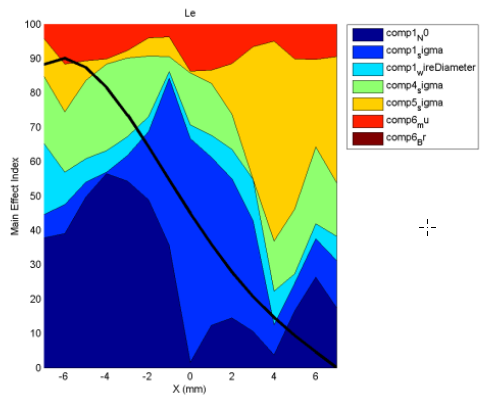 Le
100
90
80
70
60
50
40
30
20
10
0
Main Effect Index
-6 -4 -2 0 2 4 6
X (mm)
comp1_N0
comp1_sigma
comp1_wireDiameter
comp4_sigma
comp5_sigma
comp6_mu
comp6_Br